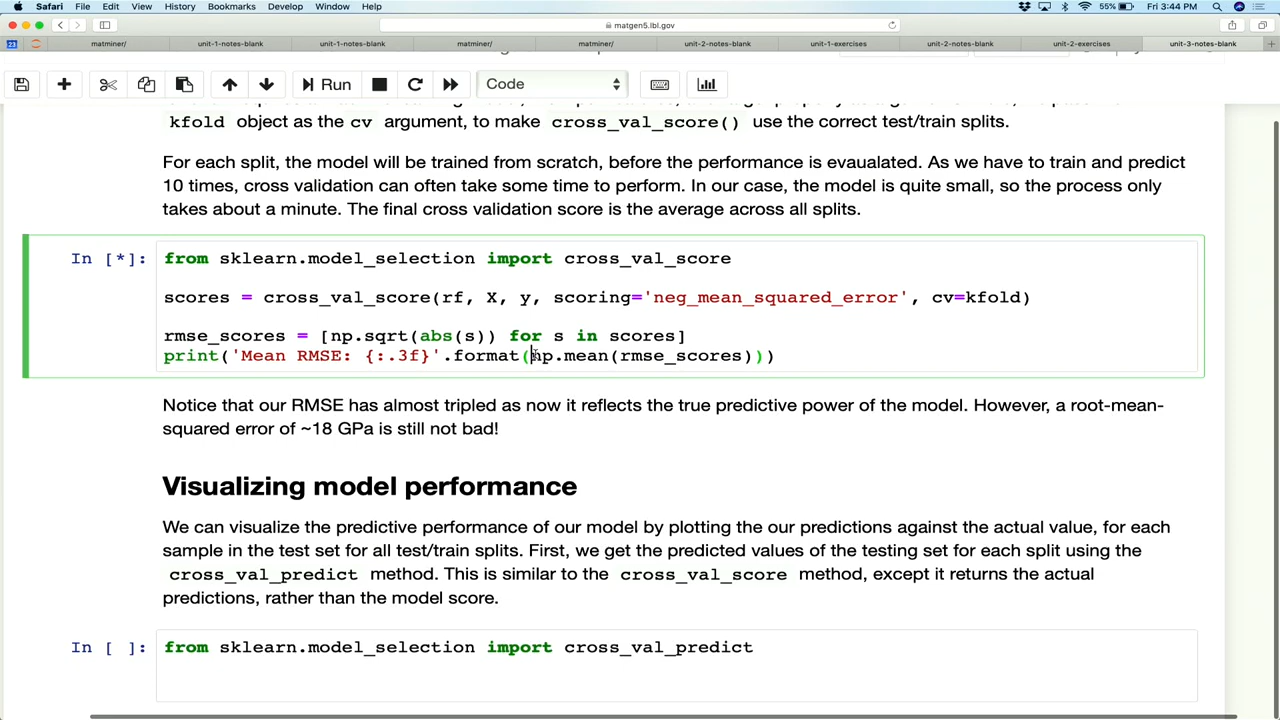 Safari File Edit View History Bookmarks Develop Window Help 55% Fri 3:44 PM
matgen5.lbl.gov
23 matminer/ unit-1-notes-blank unit-1-notes-blank matminer/ matminer/ unit-2-notes-blank unit-1-exercises unit-2-notes-blank unit-2-exercises unit-3-notes-blank
Run Code
kfold object as the cv argument, to make cross_val_score() use the correct test/train splits.
For each split, the model will be trained from scratch, before the performance is evaualated. As we have to train and predict
10 times, cross validation can often take some time to perform. In our case, the model is quite small, so the process only
takes about a minute. The final cross validation score is the average across all splits.
In [*]: from sklearn.model_selection import cross_val_score
scores = cross_val_score(rf, X, y, scoring='neg_mean_squared_error', cv=kfold)
rmse_scores = [np.sqrt(abs(s)) for s in scores]
print('Mean RMSE: {:.3f}'.format(np.mean(rmse_scores)))
Notice that our RMSE has almost tripled as now it reflects the true predictive power of the model. However, a root-mean-
squared error of ~18 GPa is still not bad!
Visualizing model performance
We can visualize the predictive performance of our model by plotting the our predictions against the actual value, for each
sample in the test set for all test/train splits. First, we get the predicted values of the testing set for each split using the
cross_val_predict method. This is similar to the cross_val_score method, except it returns the actual
predictions, rather than the model score.
In [ ]: from sklearn.model_selection import cross_val_predict